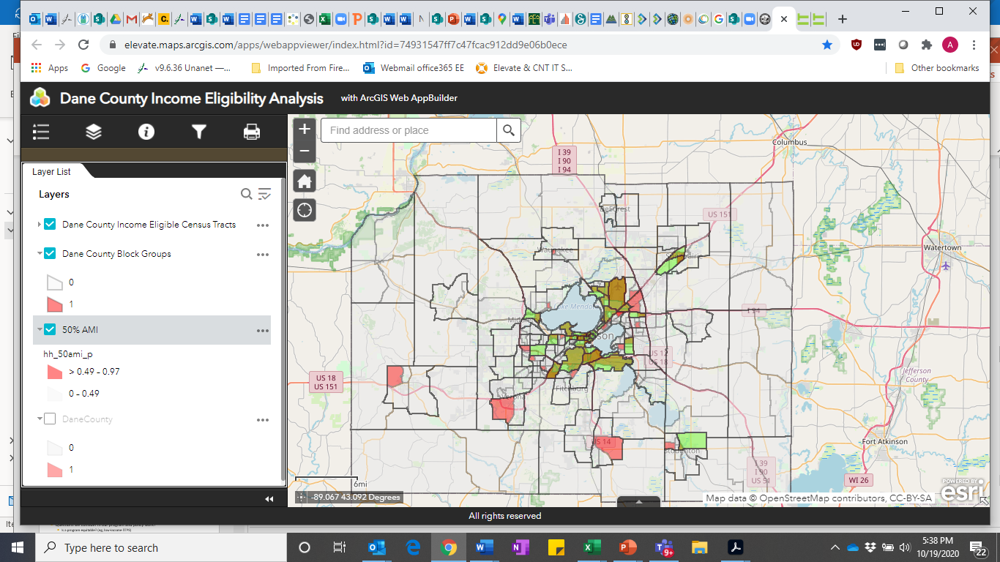 elevate.maps.arcgis.com/apps/webappviewer/index.html?id=74931547ff7c47fcac912dd9e06b0ece
Apps
Google
v9.6.36 Unanet —...
Imported From Fire...
Webmail office365 EE
Elevate & CNT IT S...
Other bookmarks
Dane County Income Eligibility Analysis
with ArcGIS Web AppBuilder
Find address or place
Layer List
Layers
Dane County Income Eligible Census Tracts
Dane County Block Groups
0
1
50% AMI
hh_50ami_p
> 0.49 - 0.97
0 - 0.49
DaneCounty
0
1
I 39
I 90
I 94
Columbus
DeForest
US 151
Waunakee
Watertown
I 94
US 18
US 151
US 12
US 18
Jefferson
County
Fitchburg
Verona
US 14
Stoughton
Fort Atkinson
I 39
I 90
US 51
WI 26
6mi
-89.067 43.092 Degrees
POWERED BY
esri
Map data © OpenStreetMap contributors, CC-BY-SA
All rights reserved
Type here to search
9+
5:38 PM
10/19/2020
22